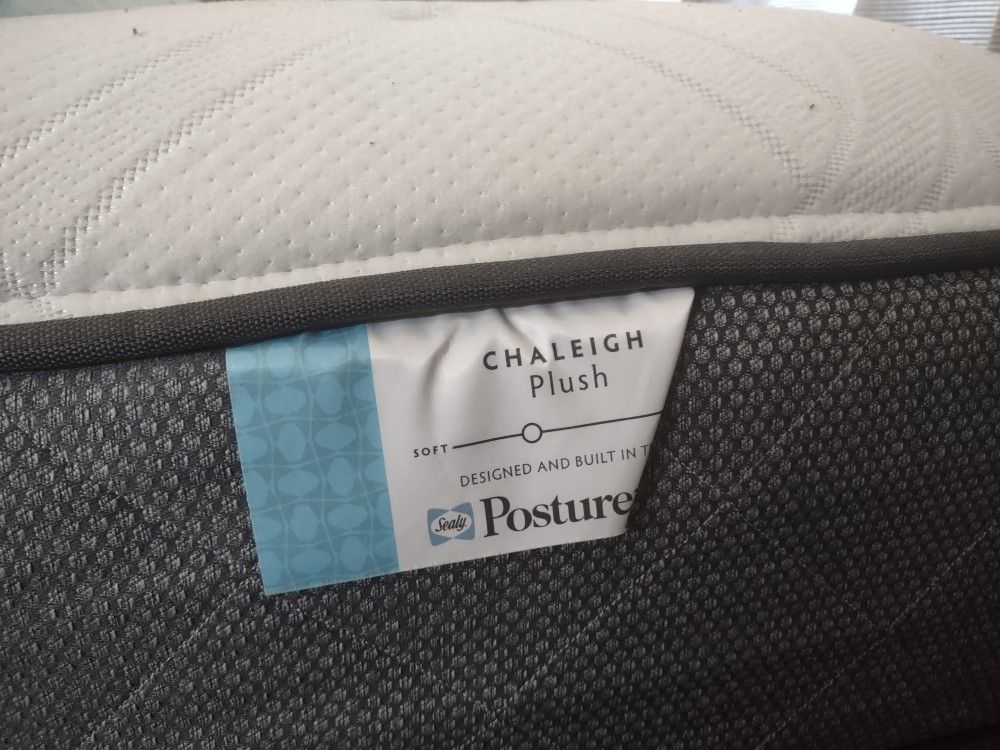 CHALEIGH
Plush
SOFT
DESIGNED AND BUILT IN T
Sealy Posture